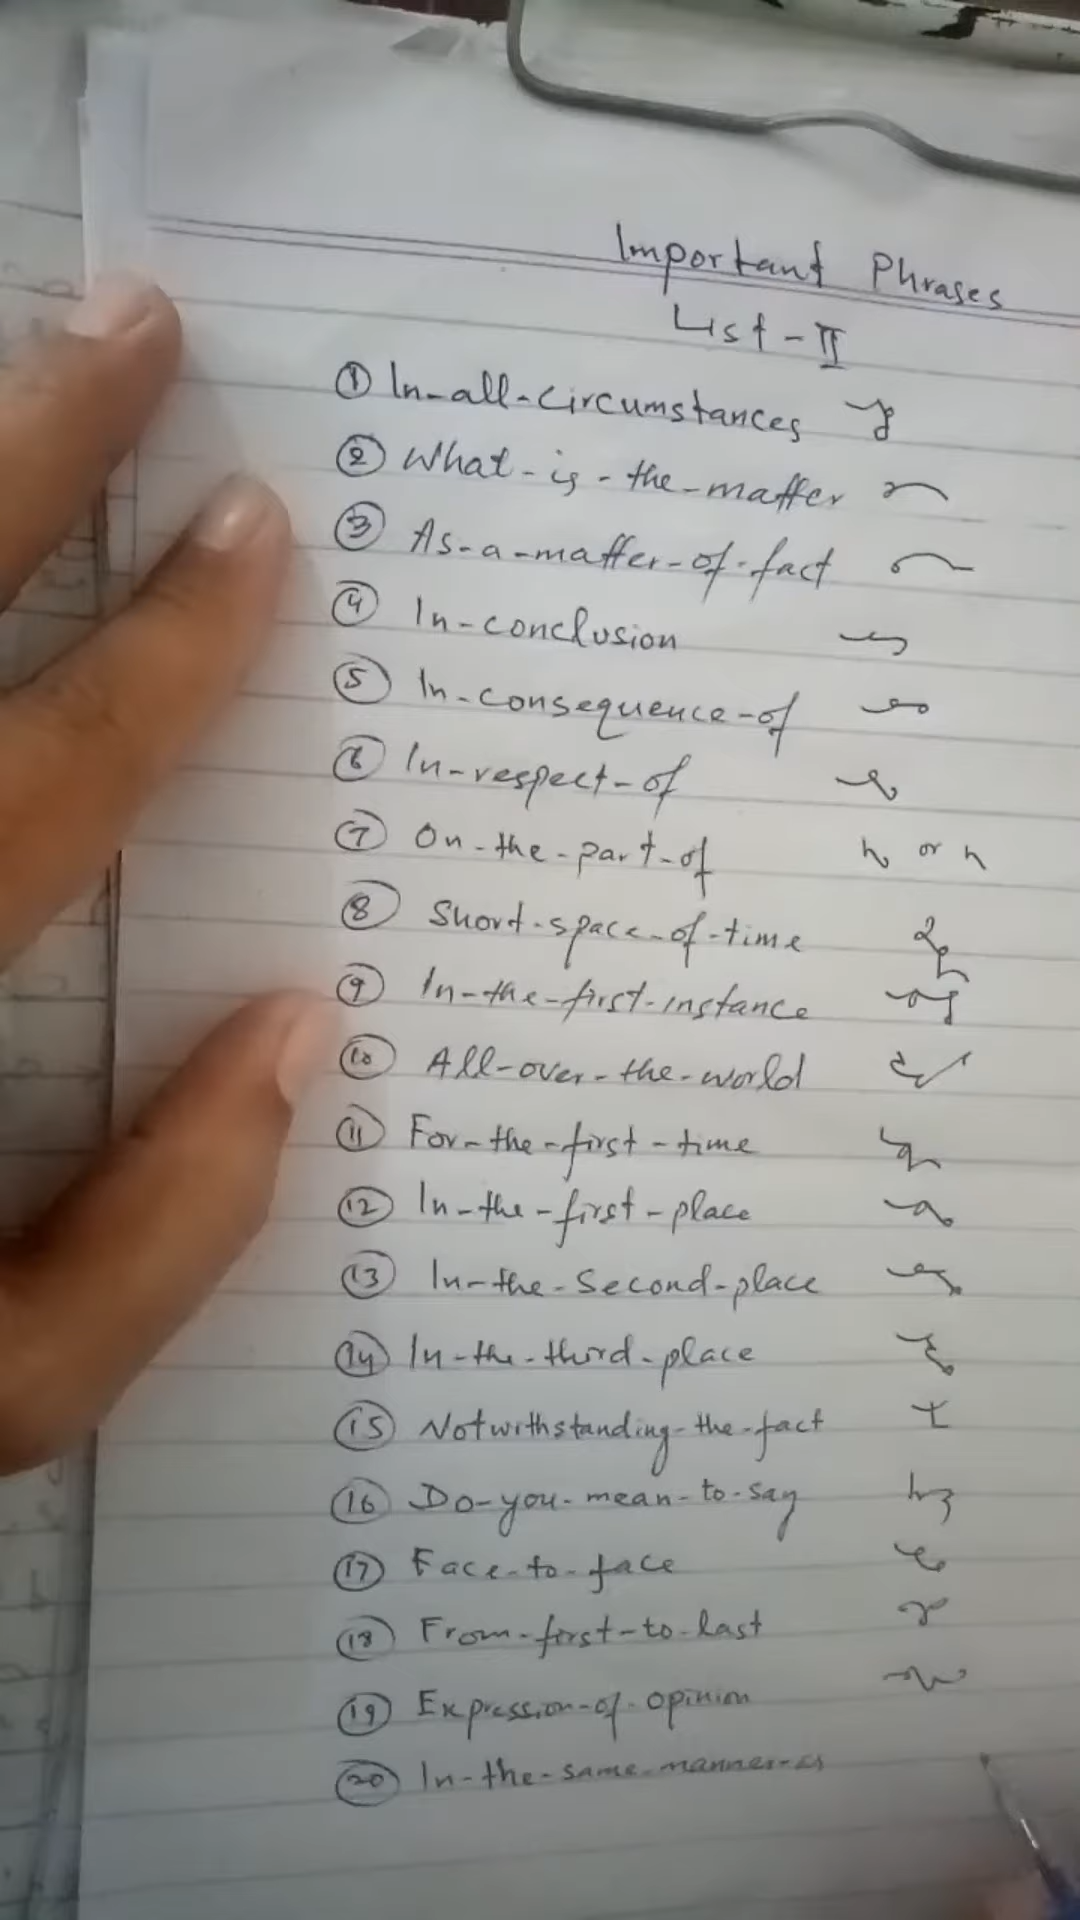 Important Phrases
List-II
① In-all-circumstances
② What-is-the-matter
③ As-a-matter-of-fact
④ In-conclusion
⑤ In-consequence-of
⑥ In-respect-of
⑦ On-the-part-of or
⑧ Short-space-of-time
⑨ In-the-first-instance
⑩ All-over-the-world
⑪ For-the-first-time
⑫ In-the-first-place
⑬ In-the-second-place
⑭ In-the-third-place
⑮ Notwithstanding-the-fact
⑯ Do-you-mean-to-say
⑰ Face-to-face
⑱ From-first-to-last
⑲ Expression-of-opinion
⑳ In-the-same-manner-as